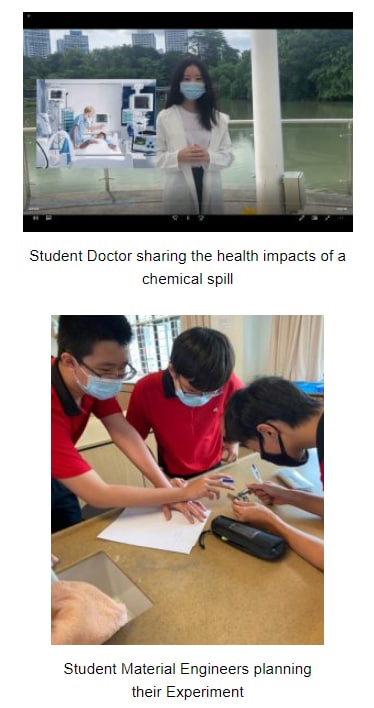 Student Doctor sharing the health impacts of a
chemical spill
Student Material Engineers planning
their Experiment